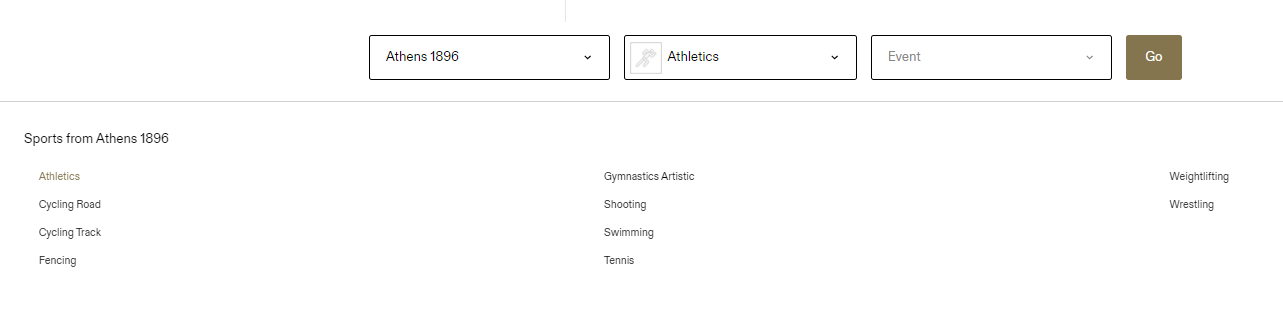 Athens 1896
Athletics
Event
Go
Sports from Athens 1896
Athletics
Cycling Road
Cycling Track
Fencing
Gymnastics Artistic
Shooting
Swimming
Tennis
Weightlifting
Wrestling